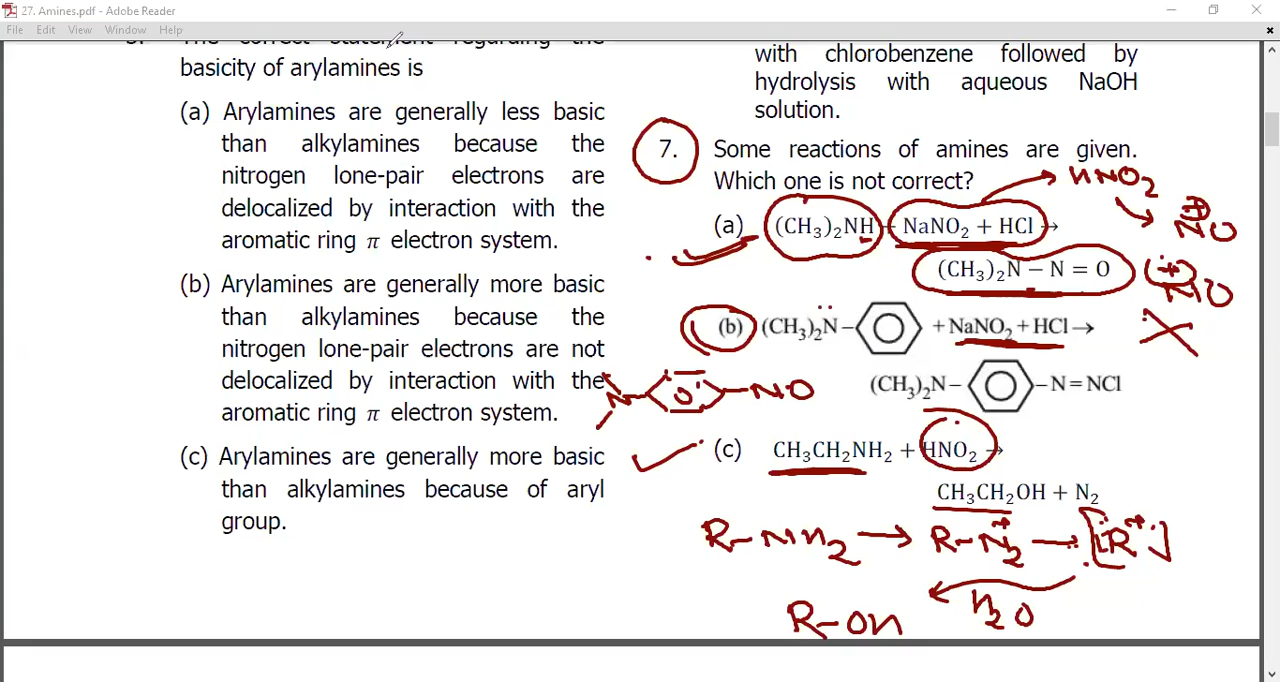 27. Amines.pdf - Adobe Reader
File Edit View Window Help
The correct statement regarding the
basicity of arylamines is
(a) Arylamines are generally less basic
than alkylamines because the
nitrogen lone-pair electrons are
delocalized by interaction with the
aromatic ring π electron system.
(b) Arylamines are generally more basic
than alkylamines because the
nitrogen lone-pair electrons are not
delocalized by interaction with the
aromatic ring π electron system.
(c) Arylamines are generally more basic
than alkylamines because of aryl
group.
with chlorobenzene followed by
hydrolysis with aqueous NaOH
solution.
7. Some reactions of amines are given.
Which one is not correct?
HNO₂
(a) (CH₃)₂NH + NaNO₂ + HCl →
NO
(CH₃)₂N − N = O
NO
(b) (CH₃)₂N − + NaNO₂ + HCl →
(CH₃)₂N − − N = NCl
N NO
(c) CH₃CH₂NH₂ + HNO₂ →
CH₃CH₂OH + N₂
R-NH₂ → R-N₂⁺ → [R⁺]
H₂O
R-OH